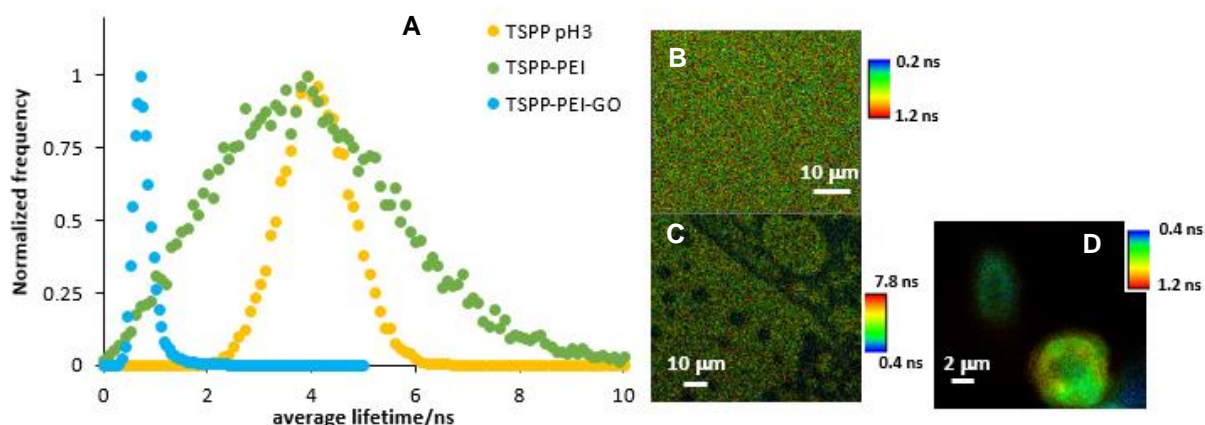 A
TSPP pH3
TSPP-PEI
TSPP-PEI-GO
Normalized frequency
1
0.75
0.5
0.25
0
0 2 4 6 8 10
average lifetime/ns
B
0.2 ns
1.2 ns
10 µm
C
7.8 ns
0.4 ns
10 µm
D
0.4 ns
1.2 ns
2 µm